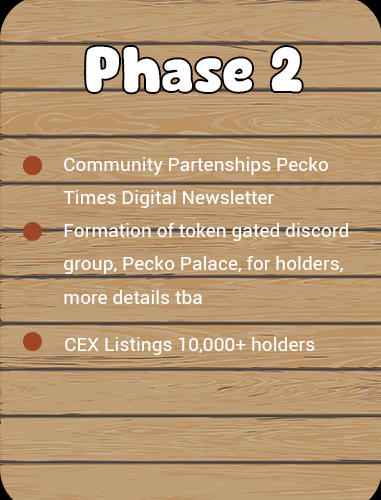 Phase 2
Community Partenships Pecko
Times Digital Newsletter
Formation of token gated discord
group, Pecko Palace, for holders,
more details tba
CEX Listings 10,000+ holders